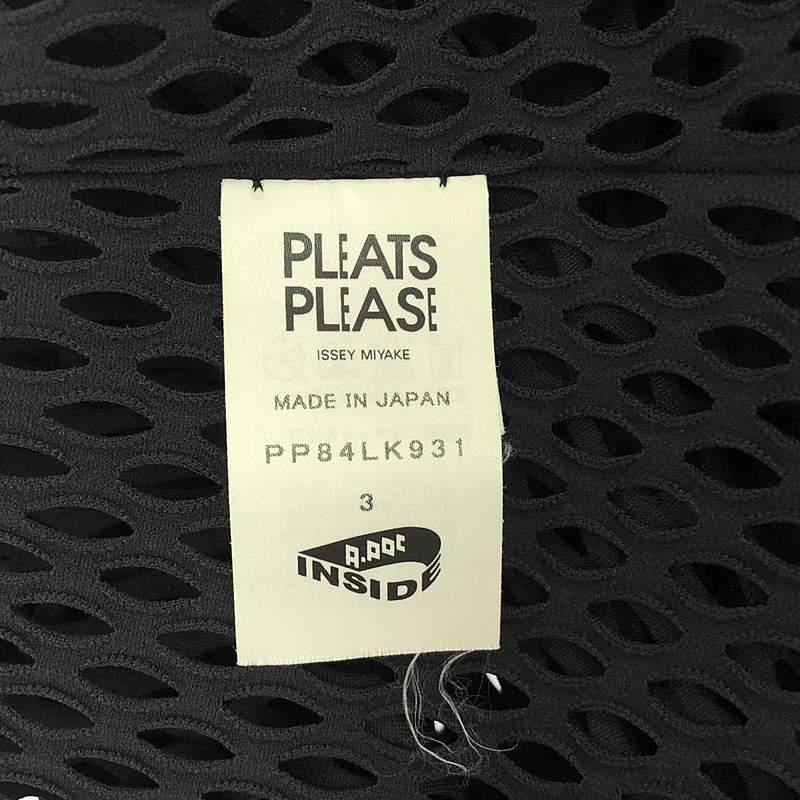 PLEATS
PLEASE
ISSEY MIYAKE
MADE IN JAPAN
PP84LK931
3
A.POC
INSIDE